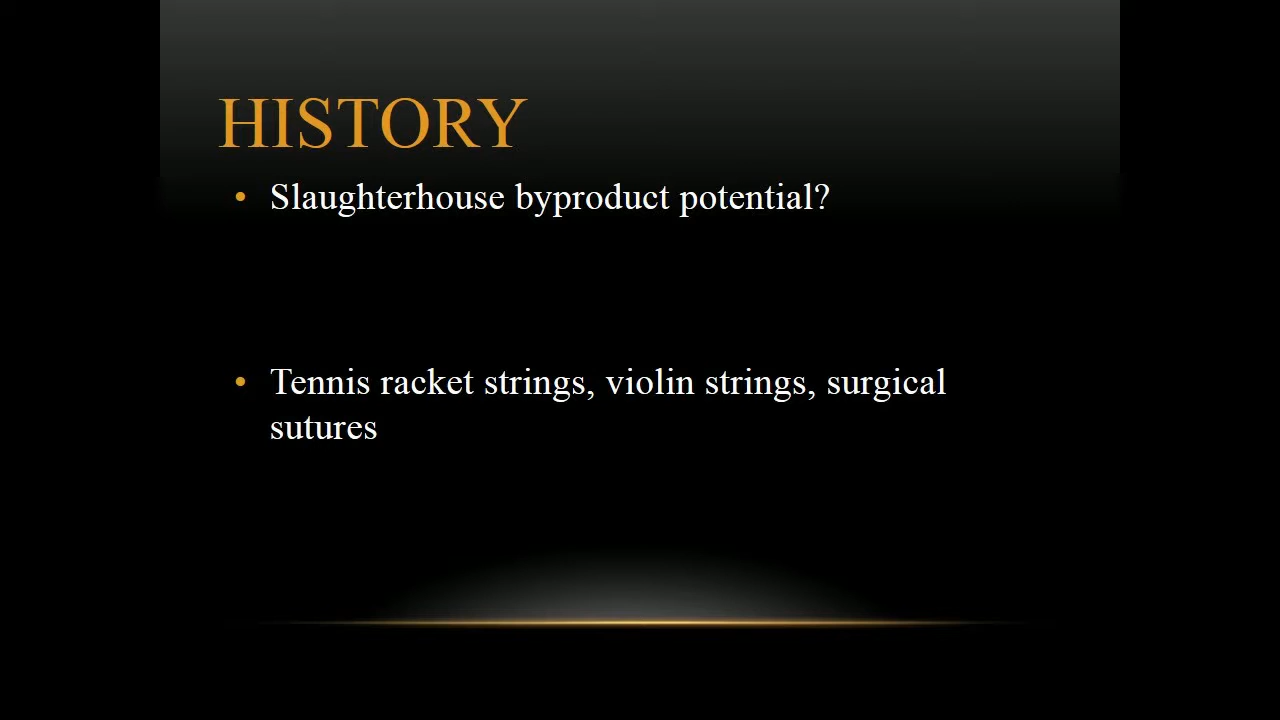 HISTORY
• Slaughterhouse byproduct potential?
• Tennis racket strings, violin strings, surgical
sutures